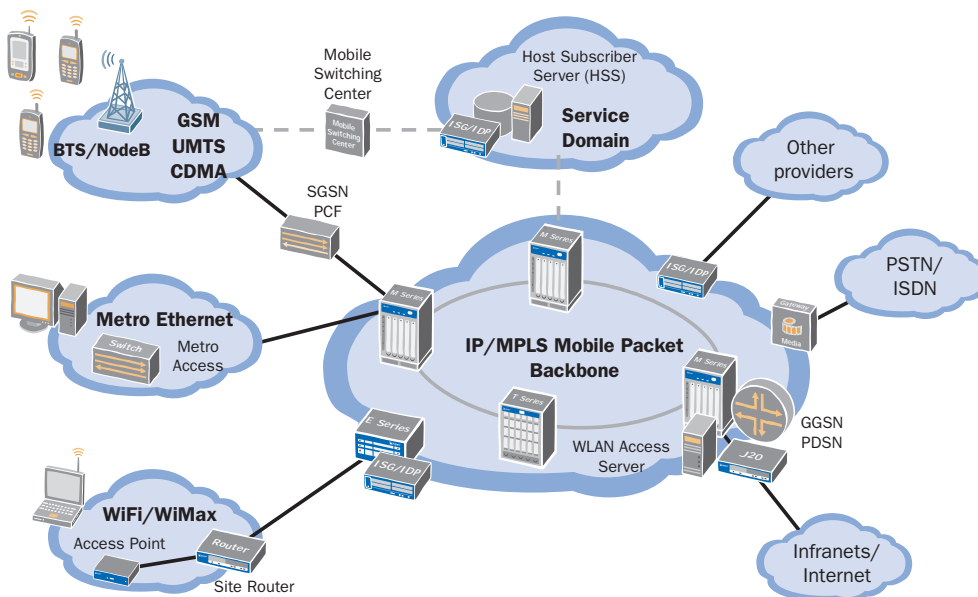 Mobile
Switching
Center
Host Subscriber
Server (HSS)
Mobile
Switching
Center
ISG/IDP
Service
Domain
GSM
UMTS
CDMA
BTS/NodeB
Other
providers
SGSN
PCF
M Series
ISG/IDP
PSTN/
ISDN
M Series
Gateway
Media
Metro Ethernet
Switch
Metro
Access
IP/MPLS Mobile Packet
Backbone
M Series
T Series
E Series
ISG/IDP
WLAN Access
Server
GGSN
PDSN
J20
WiFi/WiMax
Access Point
Router
Site Router
Infranets/
Internet